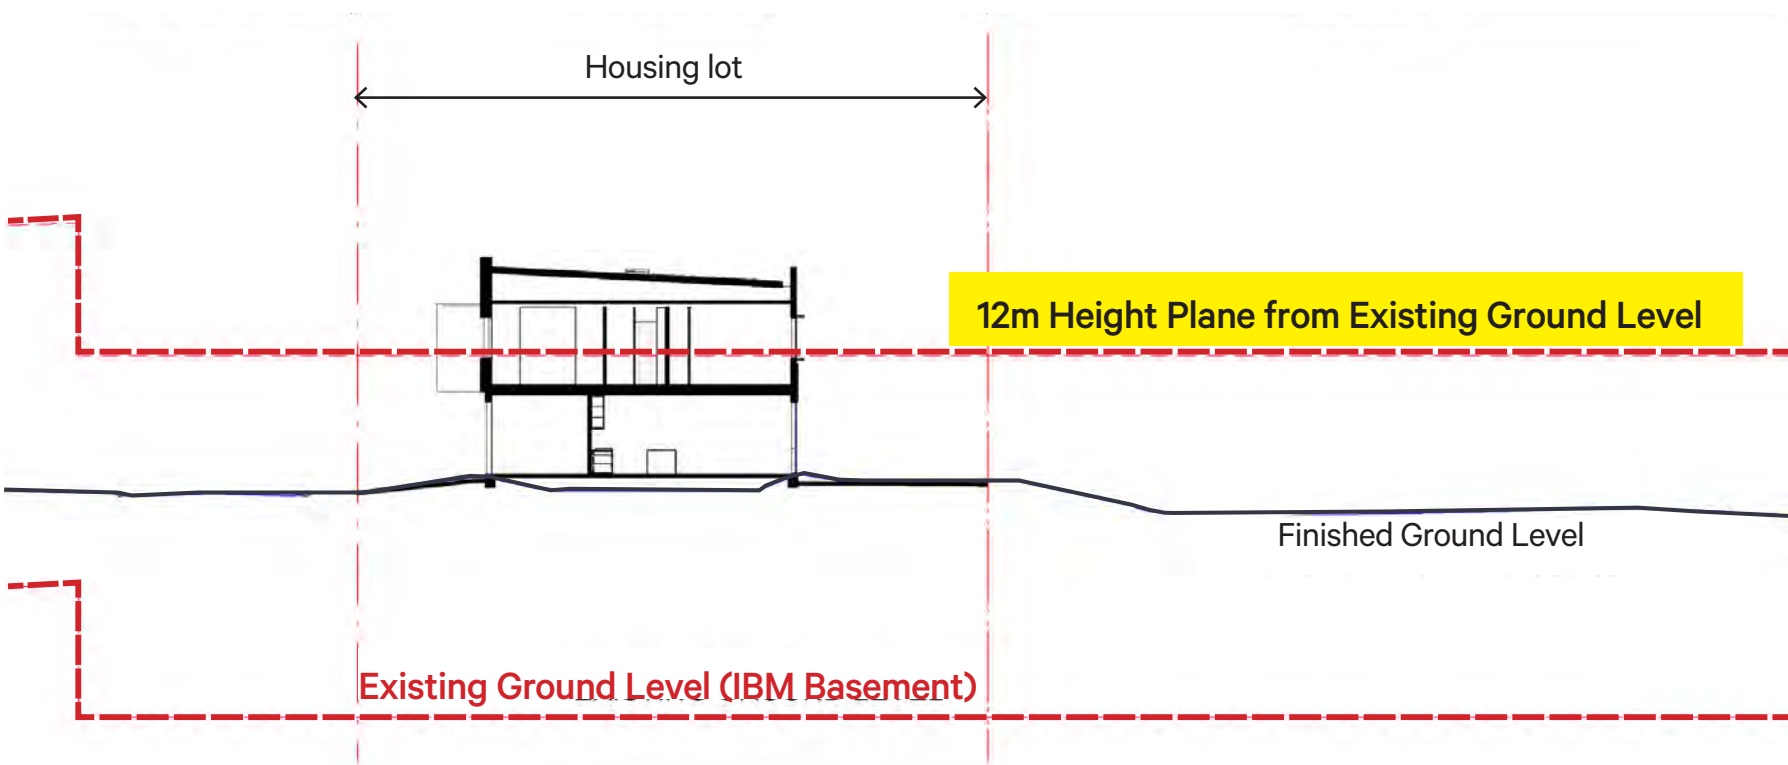 Housing lot
12m Height Plane from Existing Ground Level
Finished Ground Level
Existing Ground Level (IBM Basement)